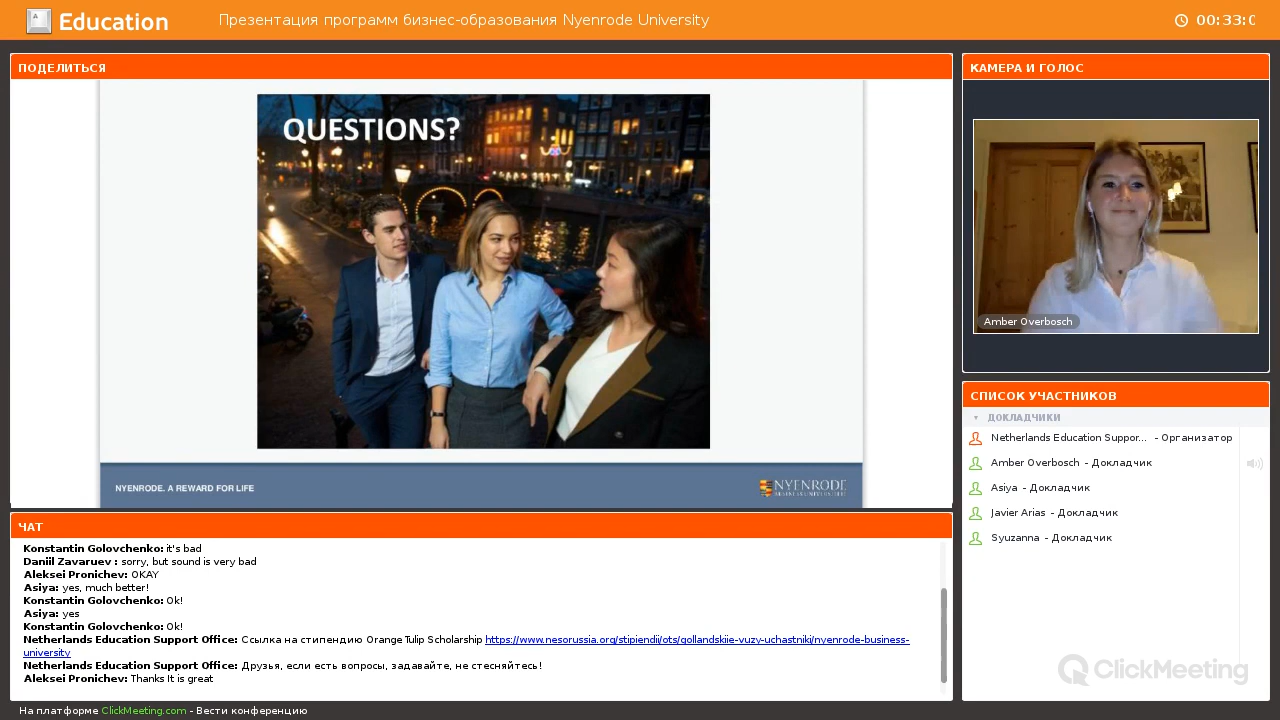 A
Education
Презентация программ бизнес-образования Nyenrode University
00:33:0
ПОДЕЛИТЬСЯ
QUESTIONS?
NYENRODE. A REWARD FOR LIFE
NYENRODE
КАМЕРА И ГОЛОС
Amber Overbosch
СПИСОК УЧАСТНИКОВ
ДОКЛАДЧИКИ
Netherlands Education Suppor... - Организатор
Amber Overbosch - Докладчик
Asiya - Докладчик
Javier Arias - Докладчик
Syuzanna - Докладчик
ClickMeeting
ЧАТ
Konstantin Golovchenko: it's bad
Daniil Zavaruev : sorry, but sound is very bad
Aleksei Pronichev: OKAY
Asiya: yes, much better!
Konstantin Golovchenko: Ok!
Asiya: yes
Konstantin Golovchenko: Ok!
Netherlands Education Support Office: Ссылка на стипендию Orange Tulip Scholarship https://www.nesorussia.org/stipendii/ots/gollandskiie-vuzy-uchastniki/nyenrode-business-
university
Netherlands Education Support Office: Друзья, если есть вопросы, задавайте, не стесняйтесь!
Aleksei Pronichev: Thanks It is great
На платформе ClickMeeting.com - Вести конференцию